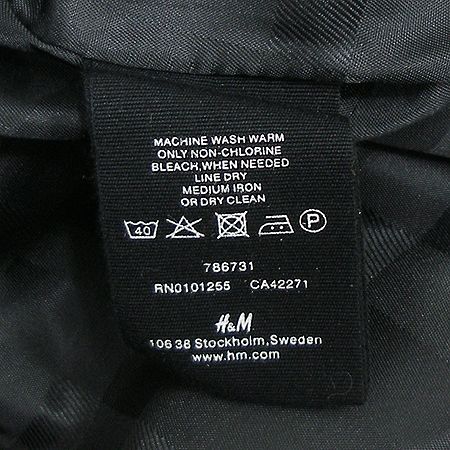 MACHINE WASH WARM
ONLY NON-CHLORINE
BLEACH, WHEN NEEDED
LINE DRY
MEDIUM IRON
OR DRY CLEAN
40 P
786731
RN0101255 CA42271
H&M
106 38 Stockholm, Sweden
www.hm.com